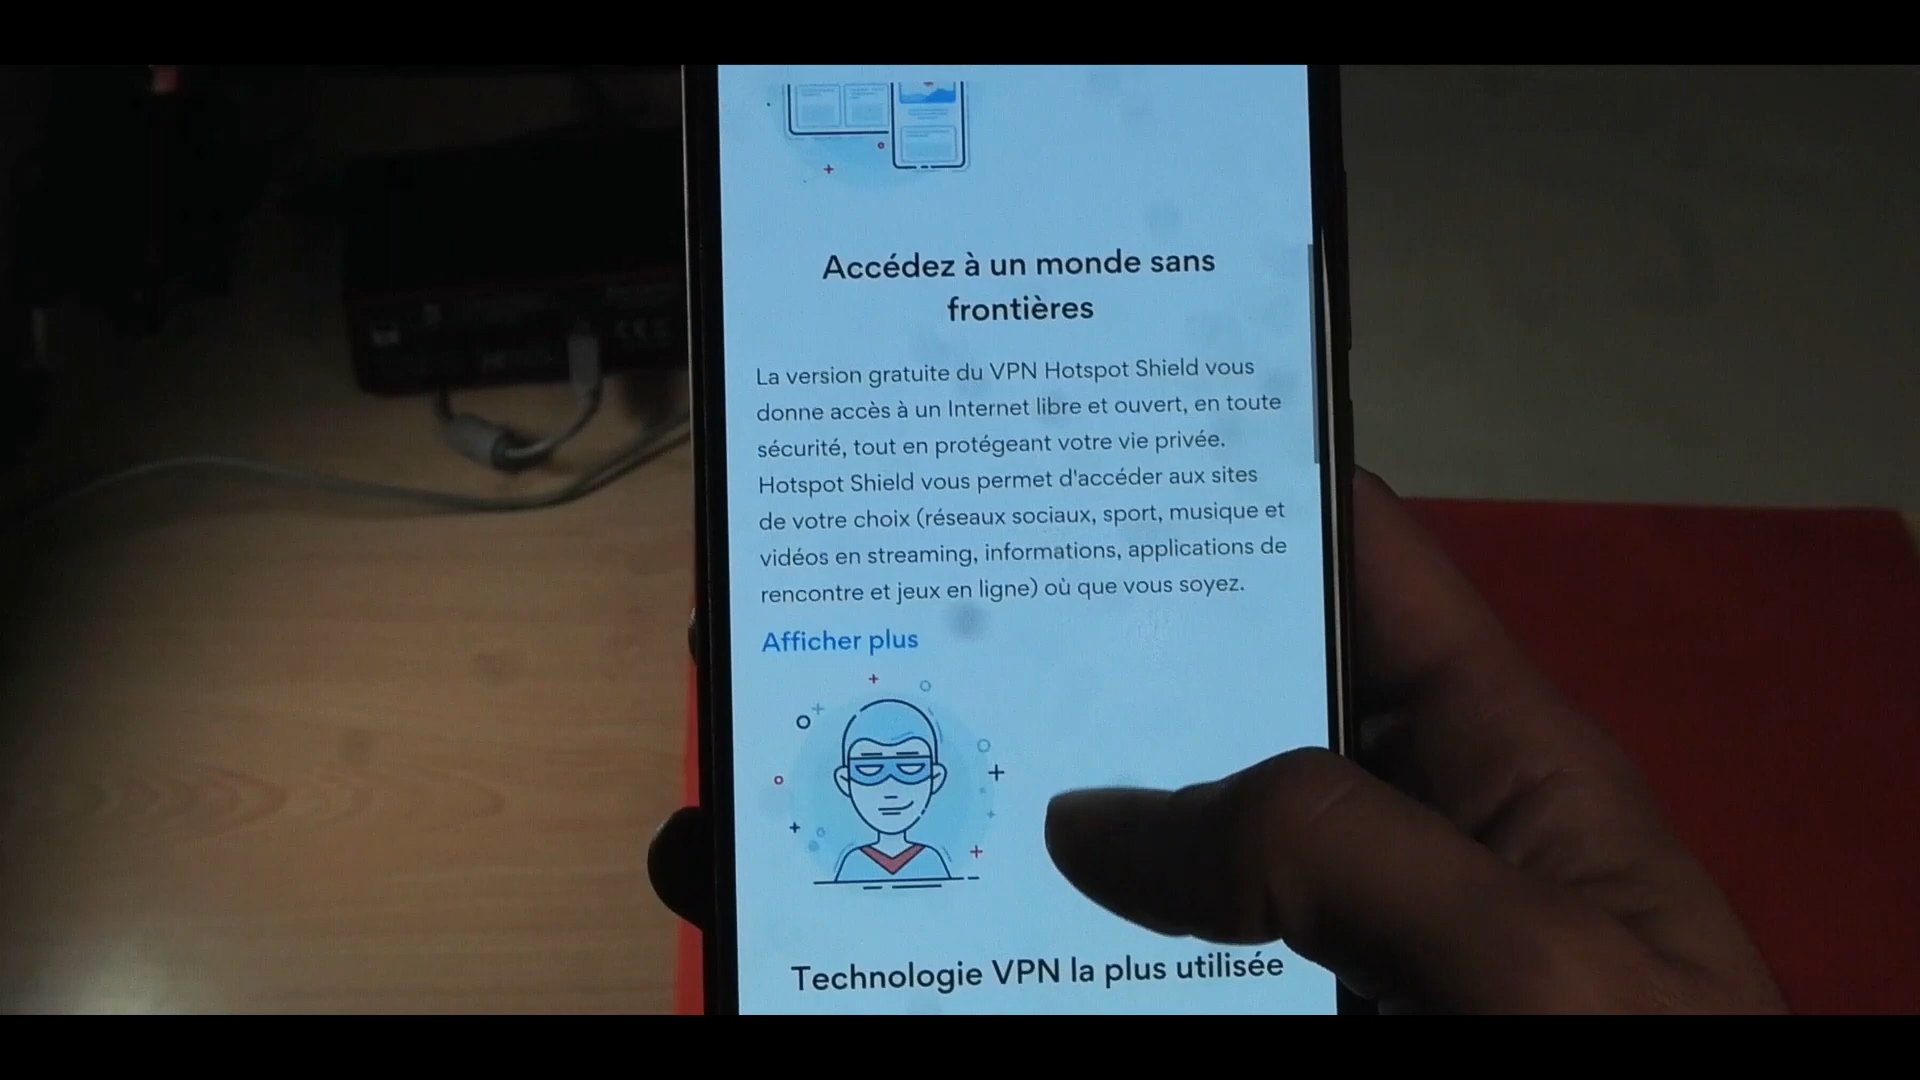 Accédez à un monde sans
frontières
La version gratuite du VPN Hotspot Shield vous
donne accès à un Internet libre et ouvert, en toute
sécurité, tout en protégeant votre vie privée.
Hotspot Shield vous permet d'accéder aux sites
de votre choix (réseaux sociaux, sport, musique et
vidéos en streaming, informations, applications de
rencontre et jeux en ligne) où que vous soyez.
Afficher plus
Technologie VPN la plus utilisée